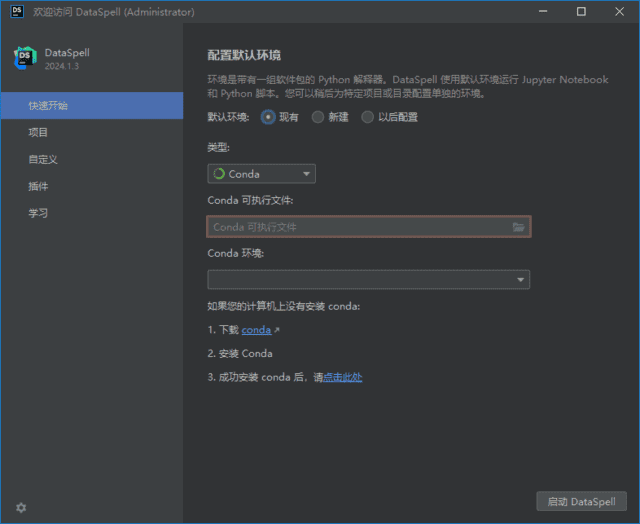 DS 欢迎访问 DataSpell (Administrator)
DS
DataSpell
2024.1.3
快速开始
项目
自定义
插件
学习
配置默认环境
环境是带有一组软件包的 Python 解释器。DataSpell 使用默认环境运行 Jupyter Notebook
和 Python 脚本。您可以稍后为特定项目或目录配置单独的环境。
默认环境: 现有 新建 以后配置
类型:
Conda
Conda 可执行文件:
Conda 可执行文件
Conda 环境:
如果您的计算机上没有安装 conda:
1. 下载 conda↗
2. 安装 Conda
3. 成功安装 conda 后，请点击此处
启动 DataSpell